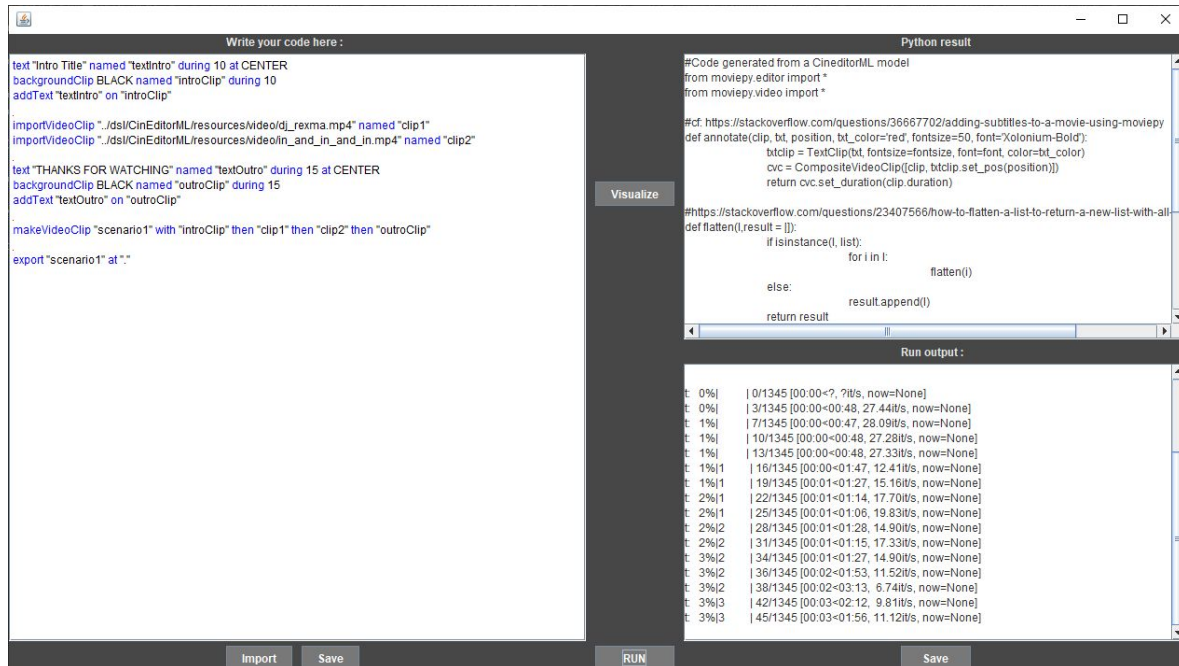 Write your code here :
text "Intro Title" named "textIntro" during 10 at CENTER
backgroundClip BLACK named "introClip" during 10
addText "textIntro" on "introClip"
.
importVideoClip "../dsl/CinEditorML/resources/video/dj_rexma.mp4" named "clip1"
importVideoClip "../dsl/CinEditorML/resources/video/in_and_in_and_in.mp4" named "clip2"
.
text "THANKS FOR WATCHING" named "textOutro" during 15 at CENTER
backgroundClip BLACK named "outroClip" during 15
addText "textOutro" on "outroClip"
.
makeVideoClip "scenario1" with "introClip" then "clip1" then "clip2" then "outroClip"
.
export "scenario1" at "."
Import
Save
Visualize
RUN
Python result
#Code generated from a CineditorML model
from moviepy.editor import *
from moviepy.video import *
#cf: https://stackoverflow.com/questions/36667702/adding-subtitles-to-a-movie-using-moviepy
def annotate(clip, txt, position, txt_color='red', fontsize=50, font='Xolonium-Bold'):
txtclip = TextClip(txt, fontsize=fontsize, font=font, color=txt_color)
cvc = CompositeVideoClip([clip, txtclip.set_pos(position)])
return cvc.set_duration(clip.duration)
#https://stackoverflow.com/questions/23407566/how-to-flatten-a-list-to-return-a-new-list-with-all-
def flatten(l,result = []):
if isinstance(l, list):
for i in l:
flatten(i)
else:
result.append(l)
return result
Run output :
t:   0%|          | 0/1345 [00:00<?, ?it/s, now=None]
t:   0%|          | 3/1345 [00:00<00:48, 27.44it/s, now=None]
t:   1%|          | 7/1345 [00:00<00:47, 28.09it/s, now=None]
t:   1%|          | 10/1345 [00:00<00:48, 27.28it/s, now=None]
t:   1%|          | 13/1345 [00:00<00:48, 27.33it/s, now=None]
t:   1%|1         | 16/1345 [00:00<01:47, 12.41it/s, now=None]
t:   1%|1         | 19/1345 [00:01<01:27, 15.16it/s, now=None]
t:   2%|1         | 22/1345 [00:01<01:14, 17.70it/s, now=None]
t:   2%|1         | 25/1345 [00:01<01:06, 19.83it/s, now=None]
t:   2%|2         | 28/1345 [00:01<01:28, 14.90it/s, now=None]
t:   2%|2         | 31/1345 [00:01<01:15, 17.33it/s, now=None]
t:   3%|2         | 34/1345 [00:01<01:27, 14.90it/s, now=None]
t:   3%|2         | 36/1345 [00:02<01:53, 11.52it/s, now=None]
t:   3%|2         | 38/1345 [00:02<03:13,  6.74it/s, now=None]
t:   3%|3         | 42/1345 [00:03<02:12,  9.81it/s, now=None]
t:   3%|3         | 45/1345 [00:03<01:56, 11.12it/s, now=None]
Save